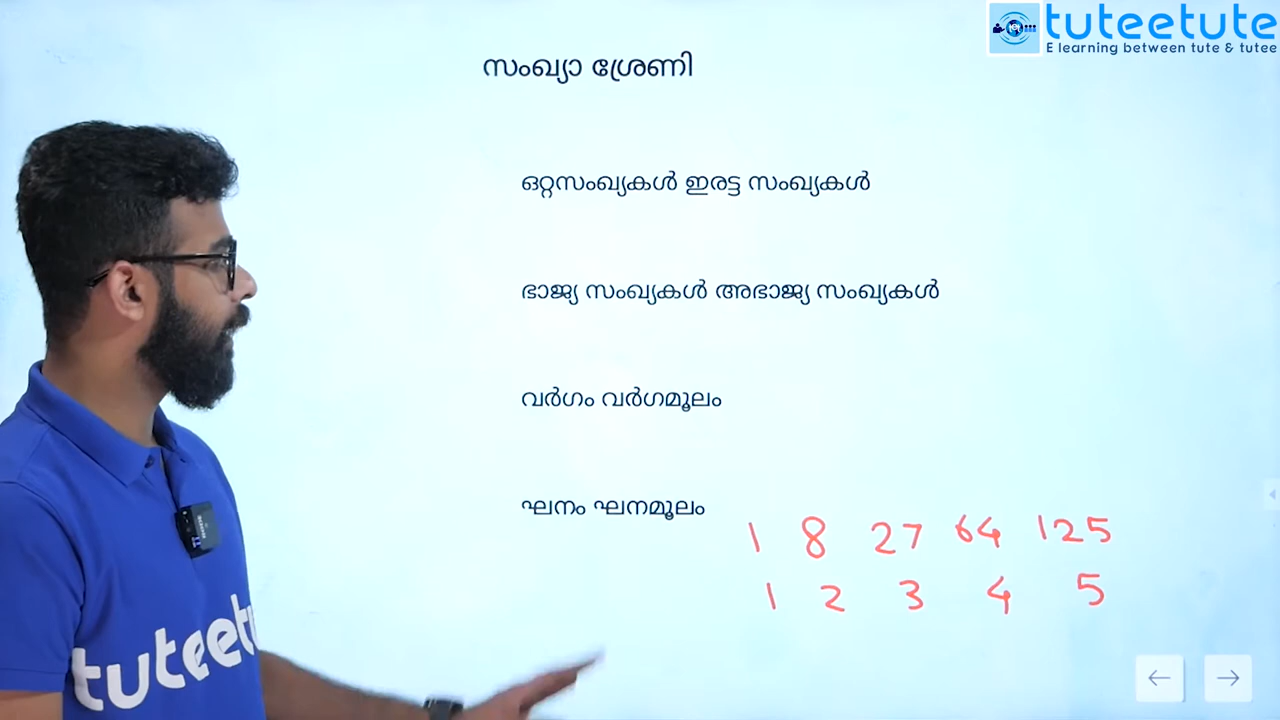 tuteetute
E learning between tute & tutee
സംഖ്യാ ശ്രേണി
ഒറ്റസംഖ്യകൾ ഇരട്ട സംഖ്യകൾ
ഭാജ്യ സംഖ്യകൾ അഭാജ്യ സംഖ്യകൾ
വർഗം വർഗമൂലം
ഘനം ഘനമൂലം
1 8 27 64 125
1 2 3 4 5
tuteetu